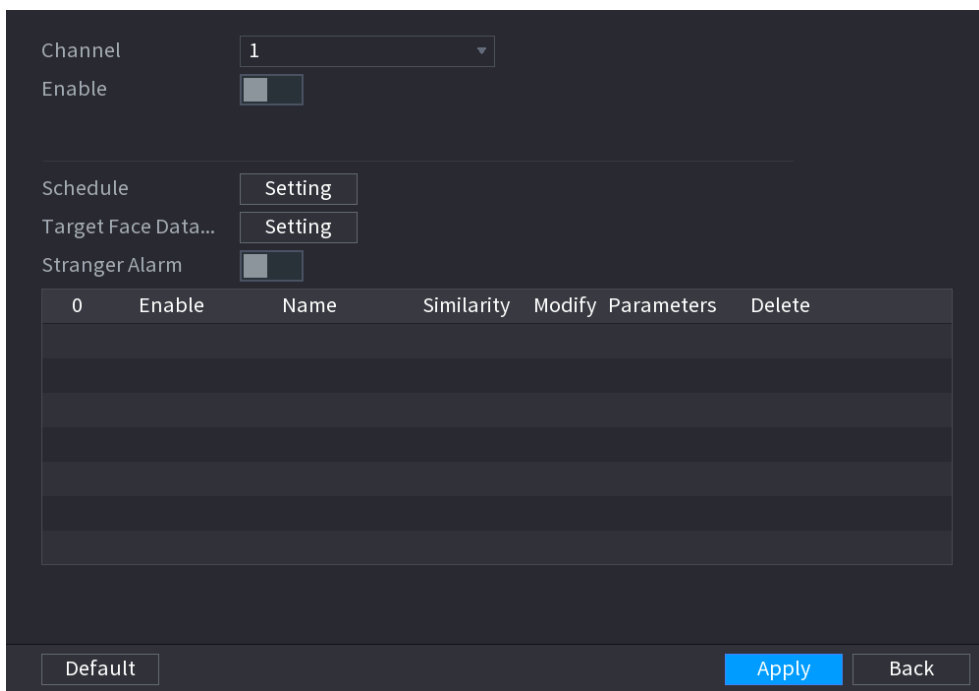 Channel 1
Enable
Schedule Setting
Target Face Data... Setting
Stranger Alarm
0 Enable Name Similarity Modify Parameters Delete
Default Apply Back